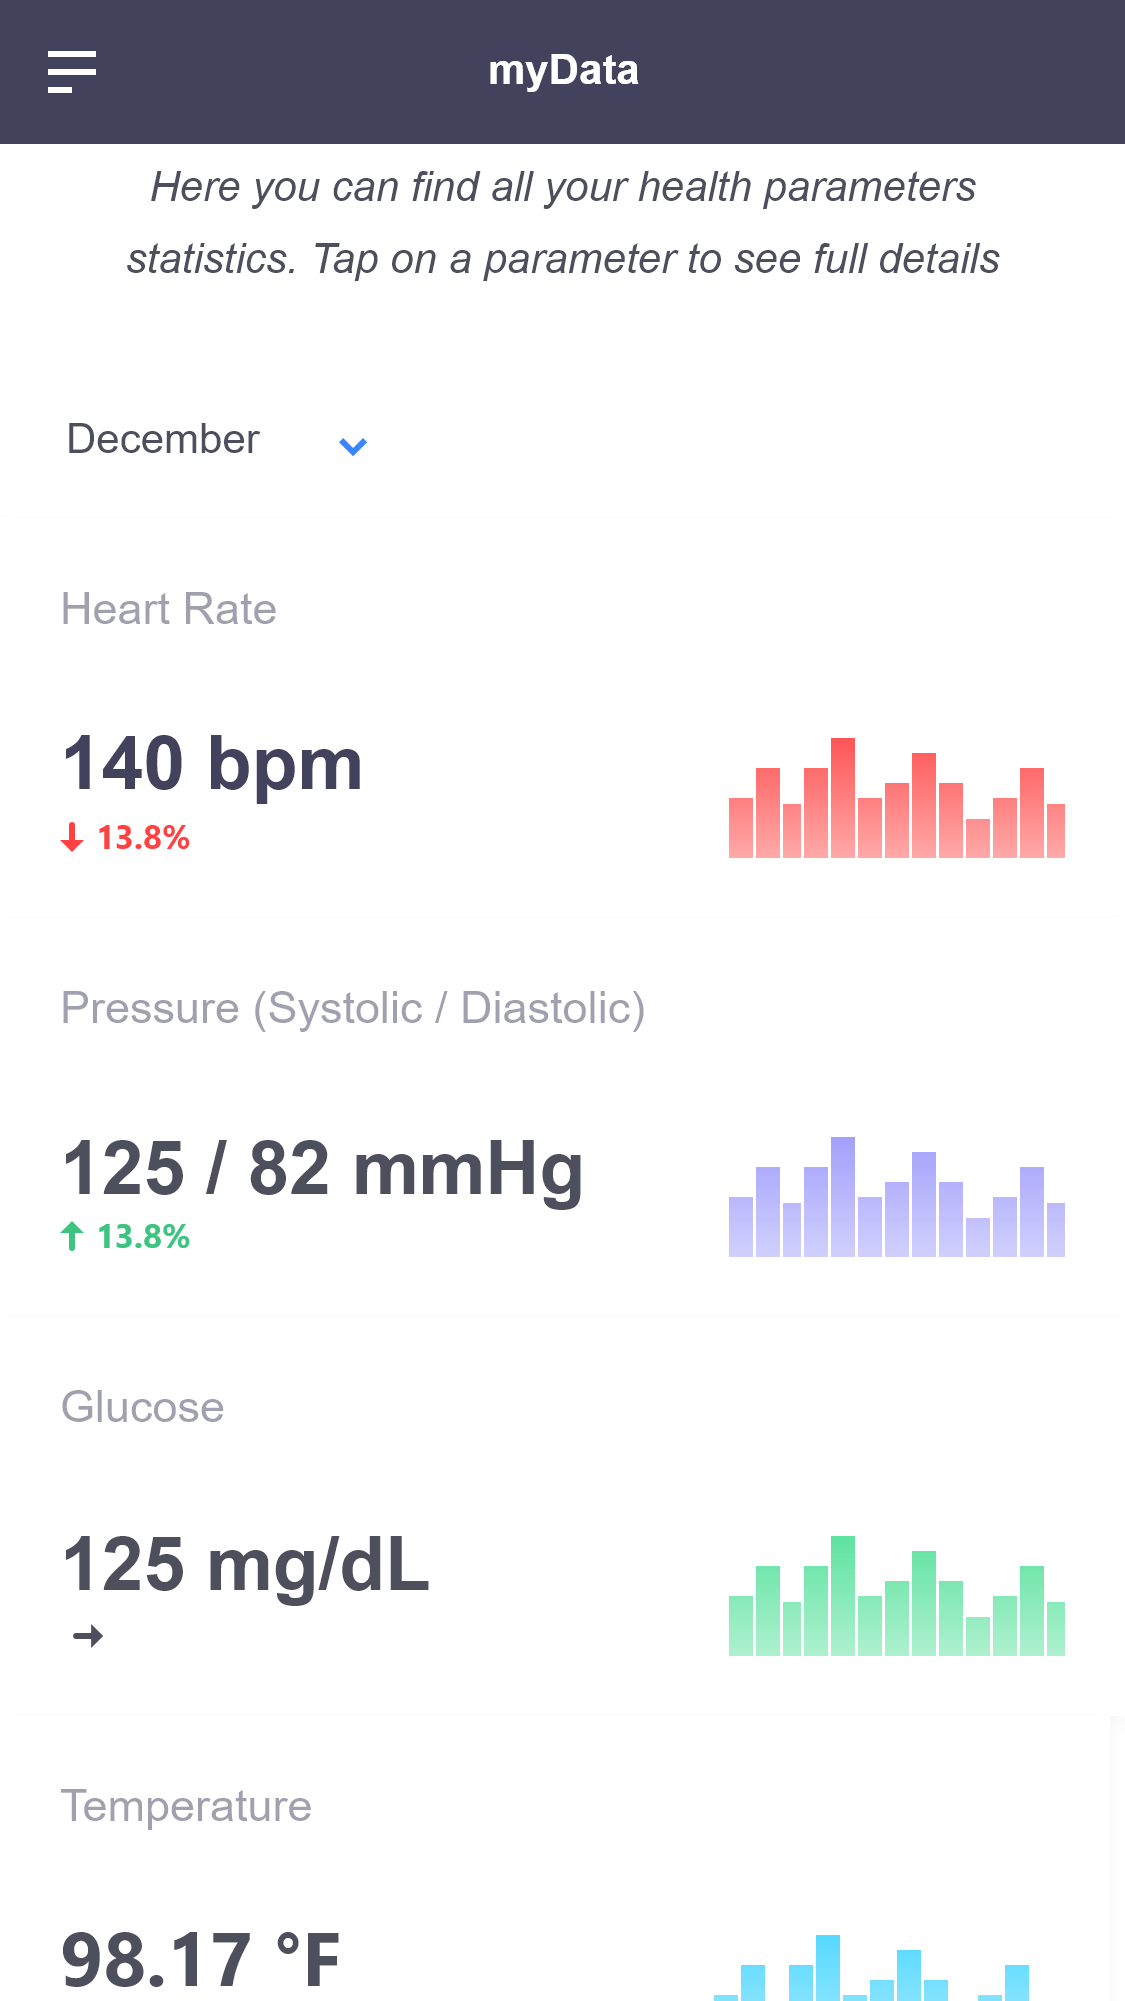 myData
Here you can find all your health parameters
statistics. Tap on a parameter to see full details
December
Heart Rate
140 bpm
13.8%
Pressure (Systolic / Diastolic)
125 / 82 mmHg
13.8%
Glucose
125 mg/dL
Temperature
98.17 °F